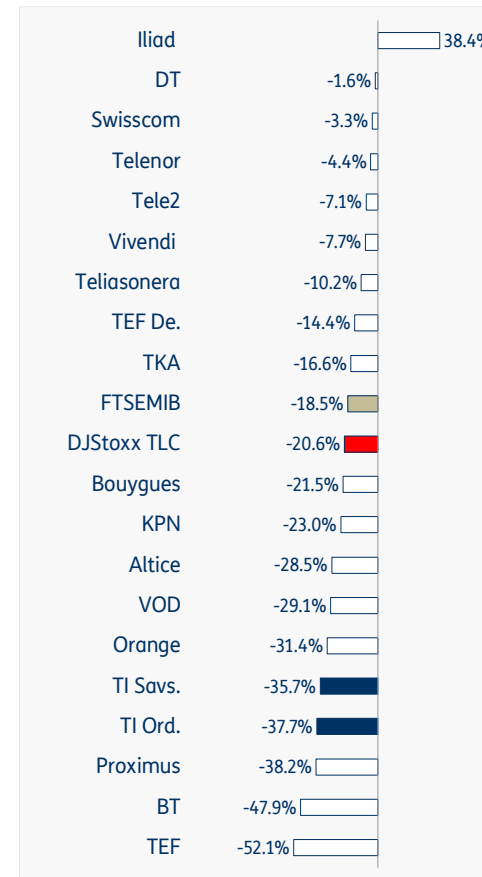 Iliad 38.4%
DT -1.6%
Swisscom -3.3%
Telenor -4.4%
Tele2 -7.1%
Vivendi -7.7%
Teliasonera -10.2%
TEF De. -14.4%
TKA -16.6%
FTSEMIB -18.5%
DJStoxx TLC -20.6%
Bouygues -21.5%
KPN -23.0%
Altice -28.5%
VOD -29.1%
Orange -31.4%
TI Savs. -35.7%
TI Ord. -37.7%
Proximus -38.2%
BT -47.9%
TEF -52.1%